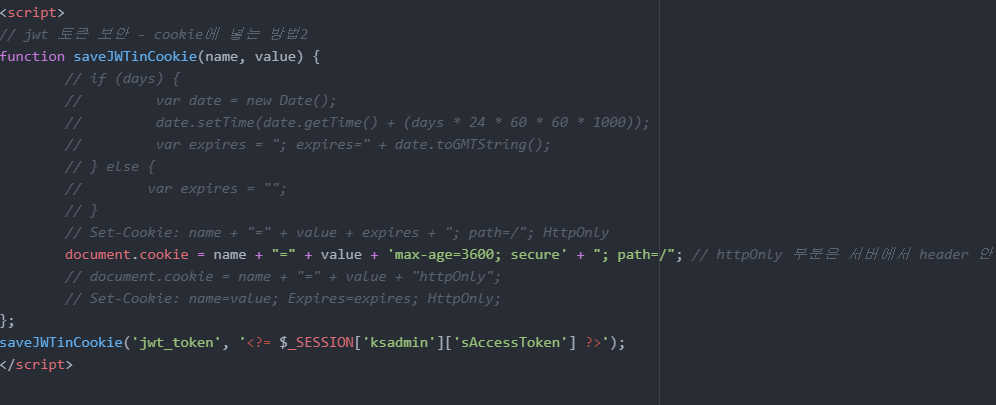 <script>
// jwt 토큰 보안 - cookie에 넣는 방법2
function saveJWTinCookie(name, value) {
// if (days) {
// var date = new Date();
// date.setTime(date.getTime() + (days * 24 * 60 * 60 * 1000));
// var expires = "; expires=" + date.toGMTString();
// } else {
// var expires = "";
// }
// Set-Cookie: name + "=" + value + expires + "; path=/"; HttpOnly
document.cookie = name + "=" + value + 'max-age=3600; secure' + "; path=/"; // httpOnly 부분은 서버에서 header 안
// document.cookie = name + "=" + value + "httpOnly";
// Set-Cookie: name=value; Expires=expires; HttpOnly;
};
saveJWTinCookie('jwt_token', '<?= $_SESSION['ksadmin']['sAccessToken'] ?>');
</script>